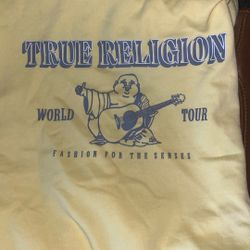 TRUE RELIGION
WORLD TOUR
FASHION FOR THE SENSES